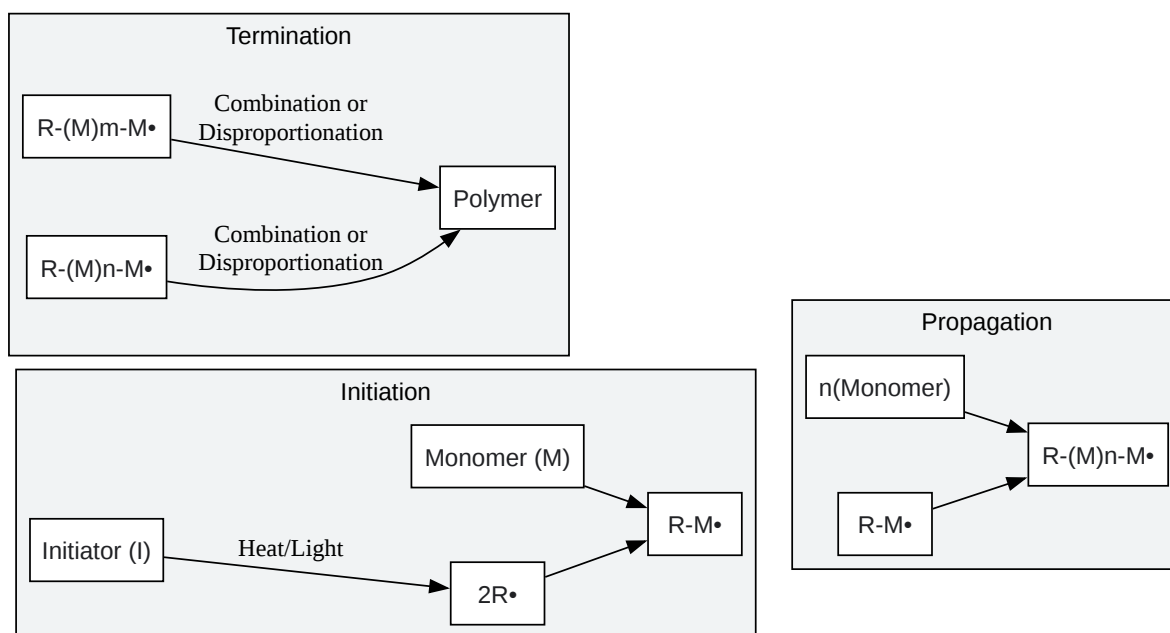 Termination
R-(M)m-M•
Combination or
Disproportionation
Polymer
R-(M)n-M•
Combination or
Disproportionation
Initiation
Monomer (M)
R-M•
Initiator (I)
Heat/Light
2R•
Propagation
n(Monomer)
R-(M)n-M•
R-M•